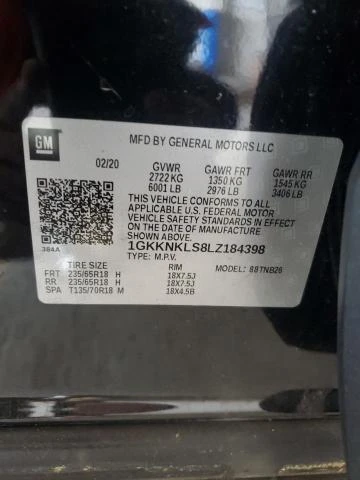 GM
MFD BY GENERAL MOTORS LLC
02/20 GVWR GAWR FRT GAWR RR
2722 KG 1350 KG 1545 KG
6001 LB 2976 LB 3406 LB
THIS VEHICLE CONFORMS TO ALL APPLICABLE
U.S. FEDERAL MOTOR VEHICLE SAFETY
STANDARDS IN EFFECT
ON THE DATE OF MANUFACTURE SHOWN ABOVE.
384A
1GKKNKLS8LZ184398
TYPE: M.P.V. MODEL: 88TNB26
TIRE SIZE RIM
FRT 235/65R18 H 18X7.5J
RR 235/65R18 H 18X7.5J
SPA T135/70R18 M 18X4.5B